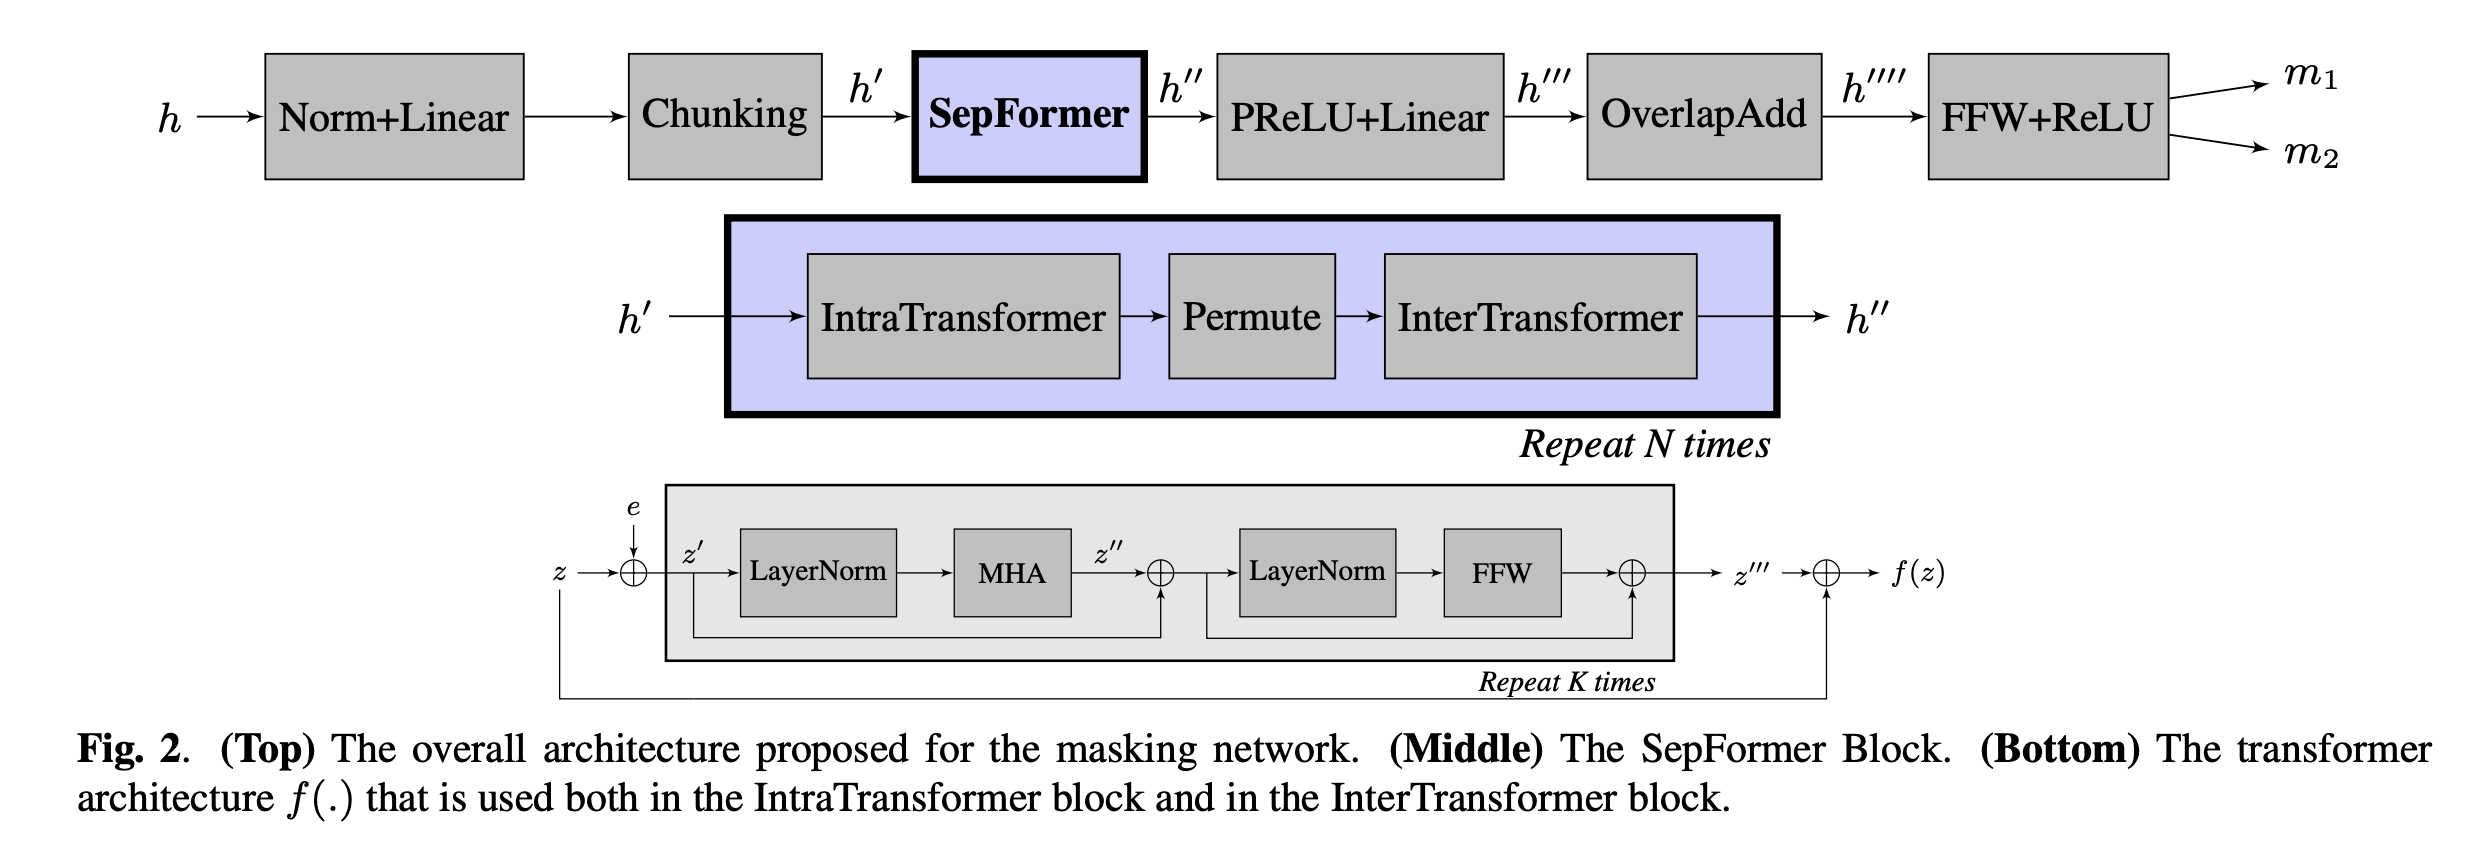 h Norm+Linear Chunking h′ SepFormer h′′ PReLU+Linear h′′′ OverlapAdd h′′′′ FFW+ReLU m₁
m₂
h′ IntraTransformer Permute InterTransformer h′′
Repeat N times
e
z z′ LayerNorm MHA z′′ LayerNorm FFW z′′′ f(z)
Repeat K times
Fig. 2. (Top) The overall architecture proposed for the masking network. (Middle) The SepFormer Block. (Bottom) The transformer
architecture f(.) that is used both in the IntraTransformer block and in the InterTransformer block.